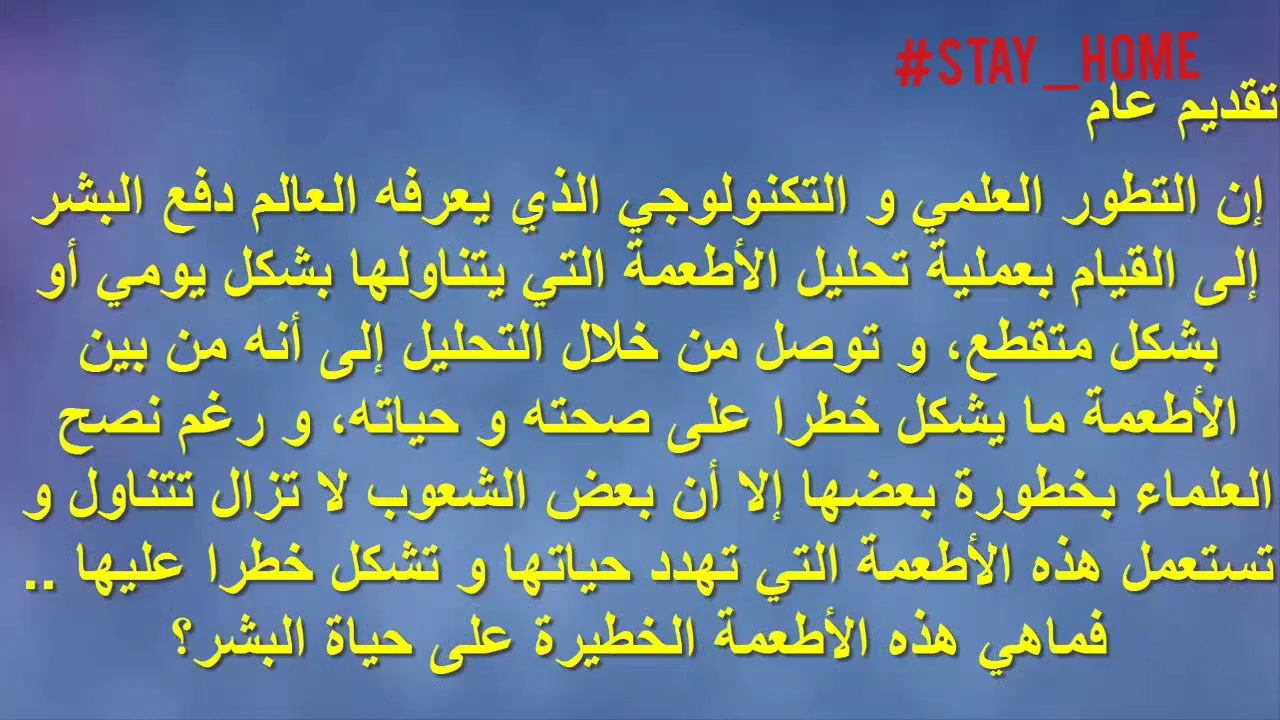 #STAY_HOME
تقديم عام
إن التطور العلمي و التكنولوجي الذي يعرفه العالم دفع البشر
إلى القيام بعملية تحليل الأطعمة التي يتناولها بشكل يومي أو
بشكل متقطع، و توصل من خلال التحليل إلى أنه من بين
الأطعمة ما يشكل خطرا على صحته و حياته، و رغم نصح
العلماء بخطورة بعضها إلا أن بعض الشعوب لا تزال تتناول و
تستعمل هذه الأطعمة التي تهدد حياتها و تشكل خطرا عليها ..
فماهي هذه الأطعمة الخطيرة على حياة البشر؟